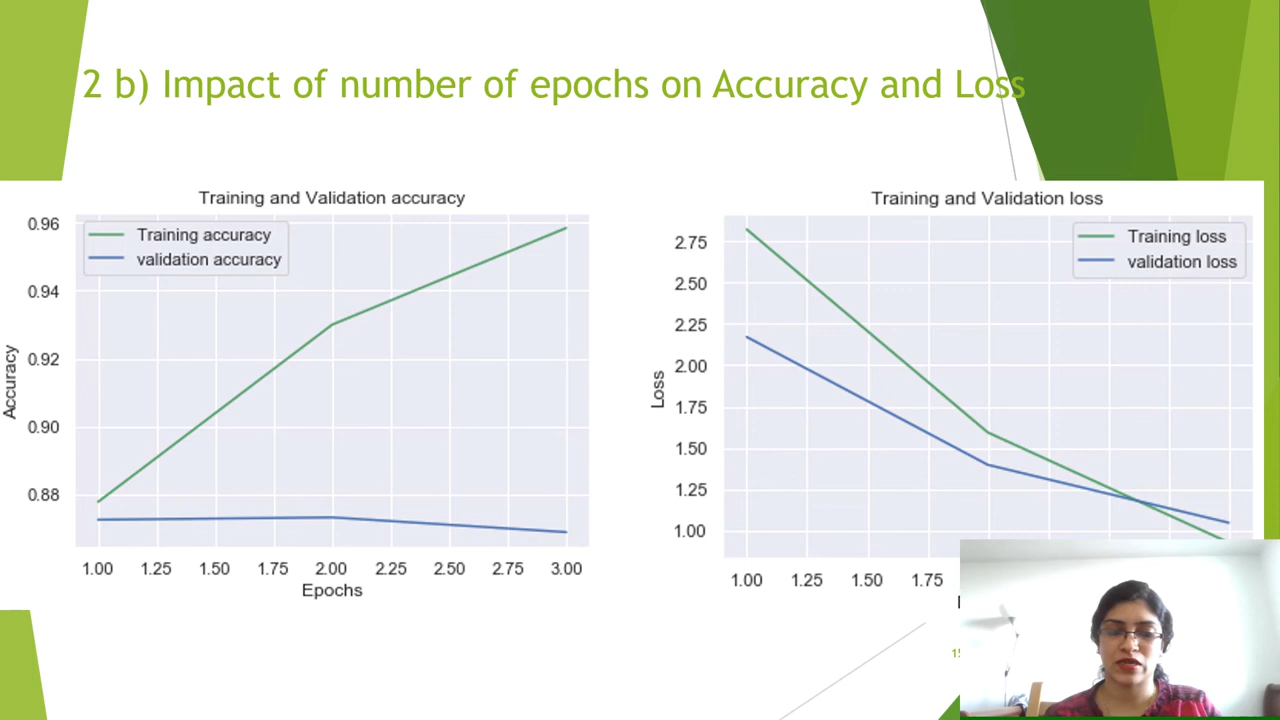 2 b) Impact of number of epochs on Accuracy and Loss
Training and Validation accuracy
0.96
0.94
0.92
0.90
0.88
Accuracy
Training accuracy
validation accuracy
1.00 1.25 1.50 1.75 2.00 2.25 2.50 2.75 3.00
Epochs
Training and Validation loss
2.75
2.50
2.25
2.00
1.75
1.50
1.25
1.00
Loss
Training loss
validation loss
1.00 1.25 1.50 1.75